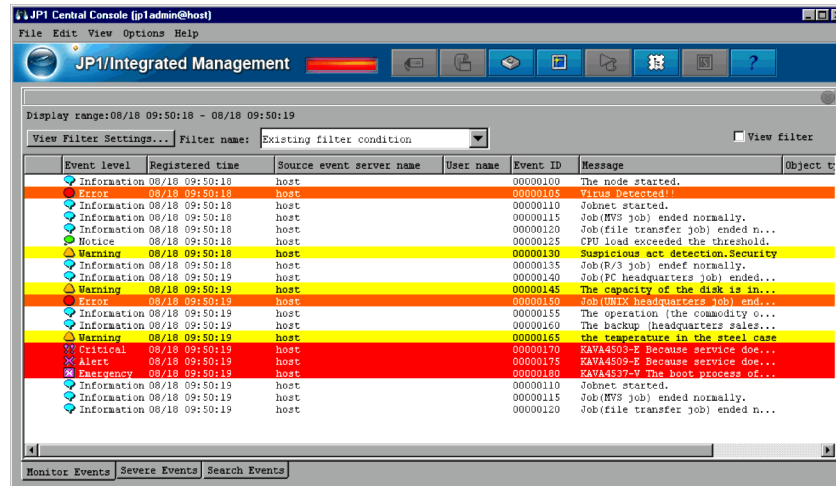 JP1 Central Console (jp1admin@host)
File Edit View Options Help
JP1/Integrated Management
Display range:08/18 09:50:18 - 08/18 09:50:19
View Filter Settings... Filter name: Existing filter condition View filter
Event level Registered time Source event server name User name Event ID Message Object t
Information 08/18 09:50:18 host 00000100 The node started.
Error 08/18 09:50:18 host 00000105 Virus Detected!!
Information 08/18 09:50:18 host 00000110 Jobnet started.
Information 08/18 09:50:18 host 00000115 Job(MVS job) ended normally.
Information 08/18 09:50:18 host 00000120 Job(file transfer job) ended n...
Notice 08/18 09:50:18 host 00000125 CPU load exceeded the threshold.
Warning 08/18 09:50:18 host 00000130 Suspicious act detection.Security
Information 08/18 09:50:18 host 00000135 Job(R/3 job) endef normally.
Information 08/18 09:50:19 host 00000140 Job(PC headquarters job) ended...
Warning 08/18 09:50:19 host 00000145 The capacity of the disk is in...
Error 08/18 09:50:19 host 00000150 Job(UNIX headquarters job) end...
Information 08/18 09:50:19 host 00000155 The operation (the commodity o...
Information 08/18 09:50:19 host 00000160 The backup (headquarters sales...
Warning 08/18 09:50:19 host 00000165 the temperature in the steel case
Critical 08/18 09:50:19 host 00000170 KAVA4503-E Because service doe...
Alert 08/18 09:50:19 host 00000175 KAVA4509-E Because service doe...
Emergency 08/18 09:50:19 host 00000180 KAVA4537-V The boot process of...
Information 08/18 09:50:19 host 00000110 Jobnet started.
Information 08/18 09:50:19 host 00000115 Job(MVS job) ended normally.
Information 08/18 09:50:19 host 00000120 Job(file transfer job) ended n...
Monitor Events Severe Events Search Events